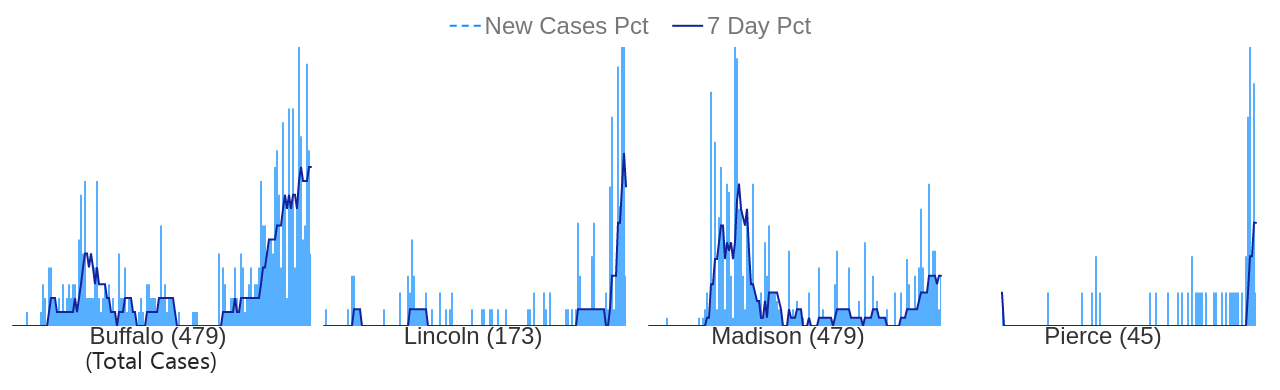 New Cases Pct 7 Day Pct
Buffalo (479) Lincoln (173) Madison (479) Pierce (45)
(Total Cases)